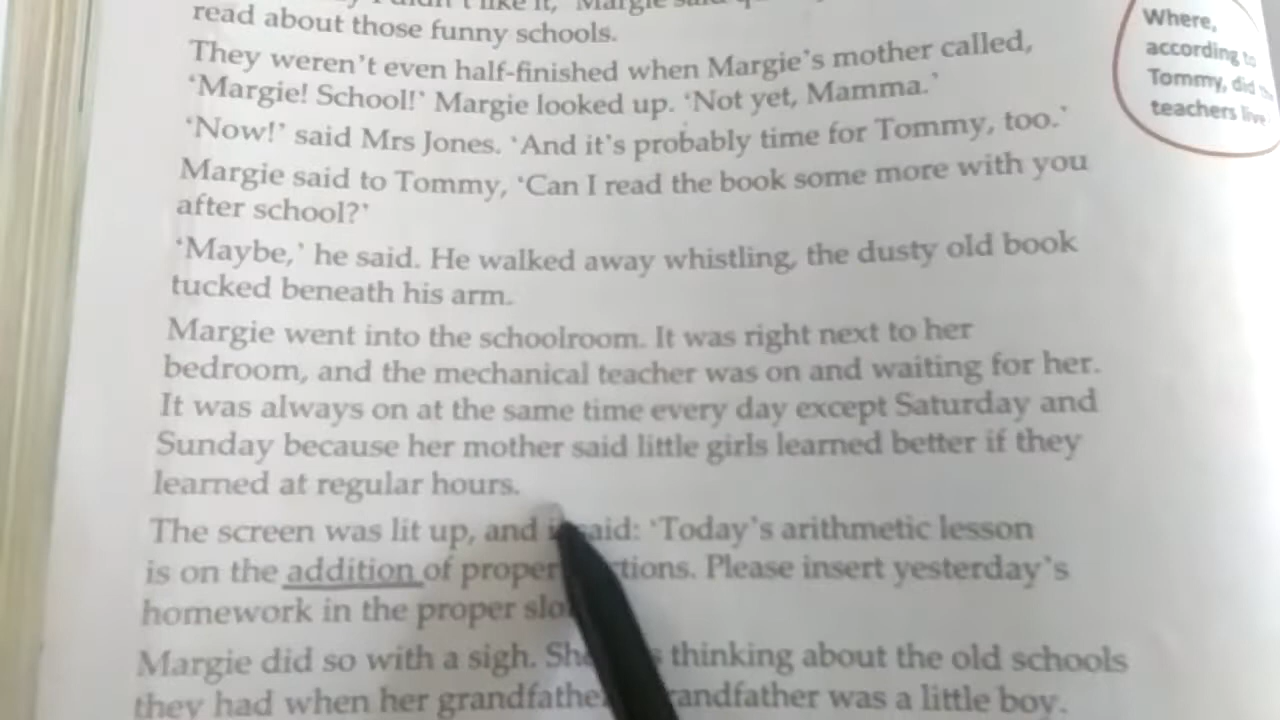 I didn't like it,' Margie said
read about those funny schools.
They weren't even half-finished when Margie's mother called,
'Margie! School!' Margie looked up. 'Not yet, Mamma.'
'Now!' said Mrs Jones. 'And it's probably time for Tommy, too.'
Margie said to Tommy, 'Can I read the book some more with you
after school?'
'Maybe,' he said. He walked away whistling, the dusty old book
tucked beneath his arm.
Margie went into the schoolroom. It was right next to her
bedroom, and the mechanical teacher was on and waiting for her.
It was always on at the same time every day except Saturday and
Sunday because her mother said little girls learned better if they
learned at regular hours.
The screen was lit up, and it said: 'Today's arithmetic lesson
is on the addition of proper Please insert yesterday's
homework in the proper
Margie did so with a sigh. thinking about the old schools
they had when her grandfather was a little boy.
Where,
according to
Tommy, did
teachers live